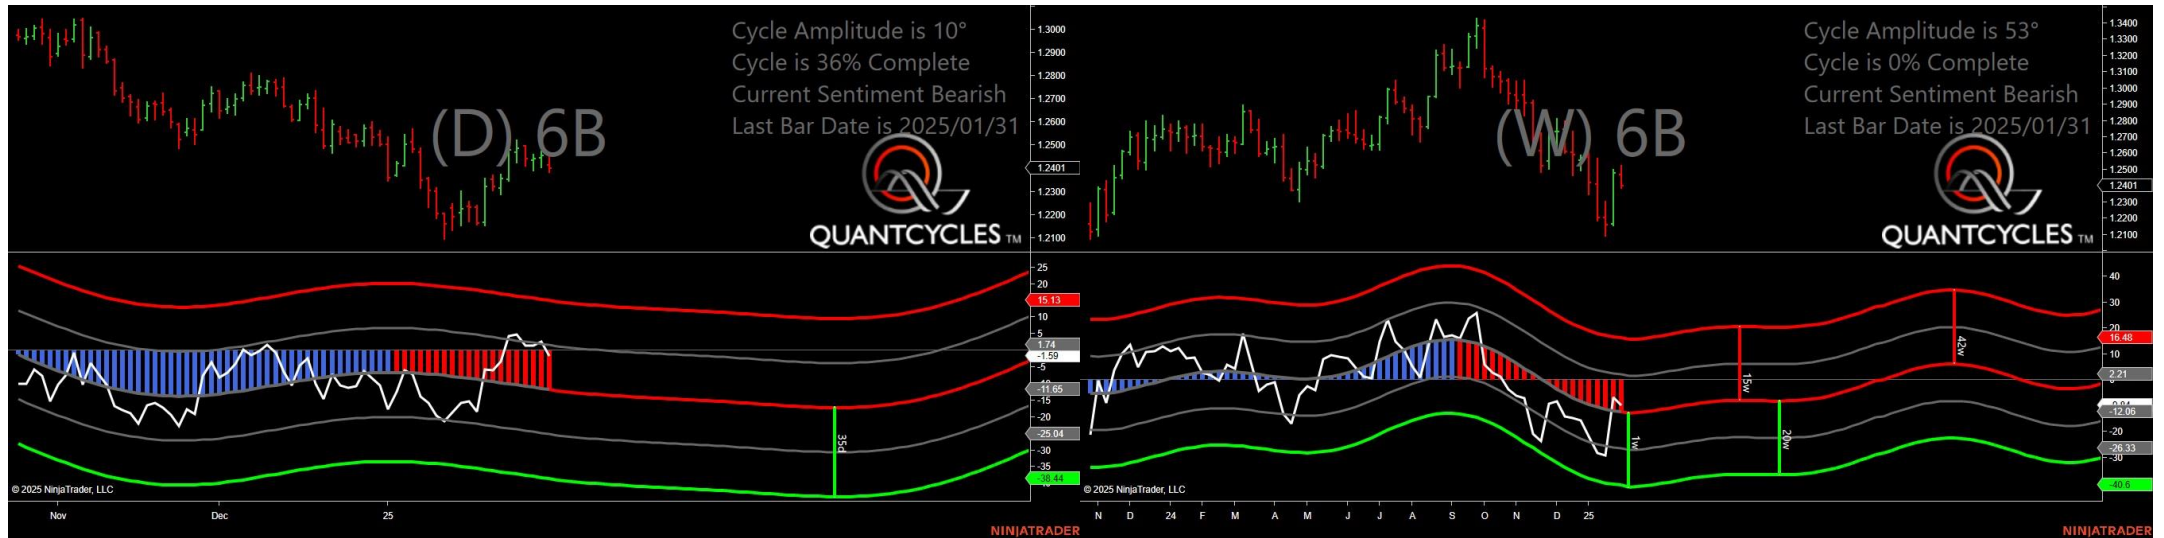 Cycle Amplitude is 10°
Cycle is 36% Complete
Current Sentiment Bearish
Last Bar Date is 2025/01/31
(D) 6B
QUANTCYCLES TM
1.3000
1.2900
1.2800
1.2700
1.2600
1.2500
1.2401
1.2300
1.2200
1.2100
25
20
15.13
10
5
1.74
-1.59
-5
-11.65
-15
-20
-25.04
-30
-35
-38.44
35d
© 2025 NinjaTrader, LLC
Nov Dec 25
NINJATRADER
Cycle Amplitude is 53°
Cycle is 0% Complete
Current Sentiment Bearish
Last Bar Date is 2025/01/31
(W) 6B
QUANTCYCLES TM
1.3400
1.3300
1.3200
1.3100
1.3000
1.2900
1.2800
1.2700
1.2600
1.2500
1.2401
1.2300
1.2200
1.2100
40
30
20
16.48
10
2.21
-12.06
-20
-26.33
-30
-40.6
1w
15w
20w
42w
© 2025 NinjaTrader, LLC
N D 24 F M A M J J A S O N D 25
NINJATRADER